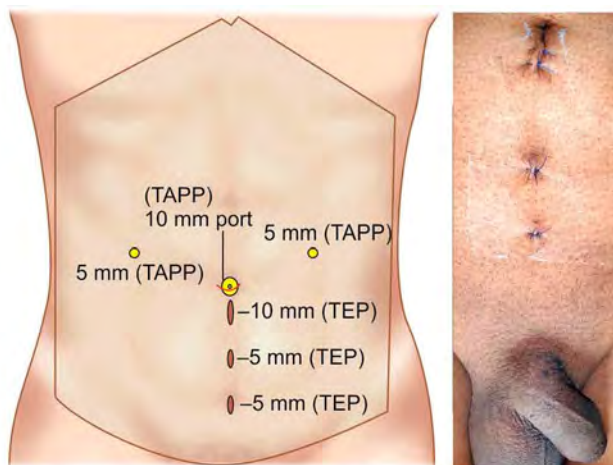 (TAPP)
10 mm port
5 mm (TAPP)
5 mm (TAPP)
–10 mm (TEP)
–5 mm (TEP)
–5 mm (TEP)